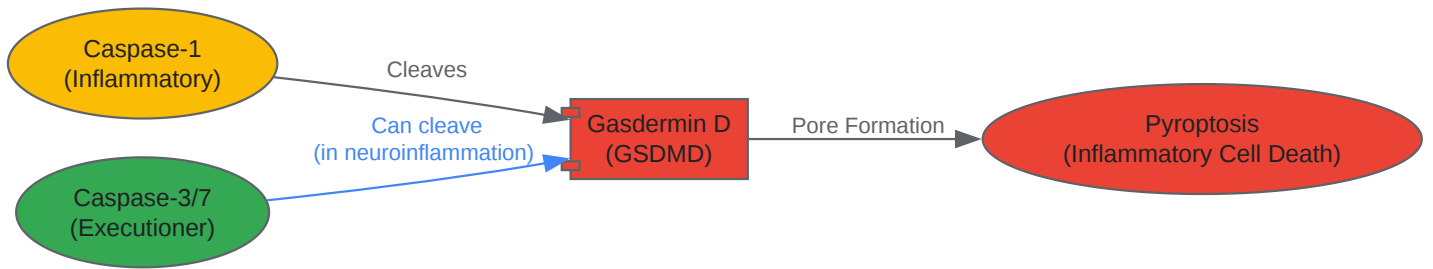 Caspase-1
(Inflammatory)
Cleaves
Can cleave
(in neuroinflammation)
Caspase-3/7
(Executioner)
Gasdermin D
(GSDMD)
Pore Formation
Pyroptosis
(Inflammatory Cell Death)